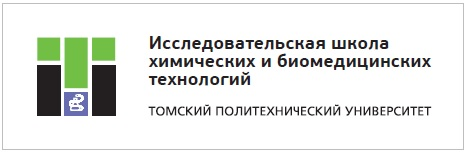 Исследовательская школа
химических и биомедицинских
технологий
ТОМСКИЙ ПОЛИТЕХНИЧЕСКИЙ УНИВЕРСИТЕТ